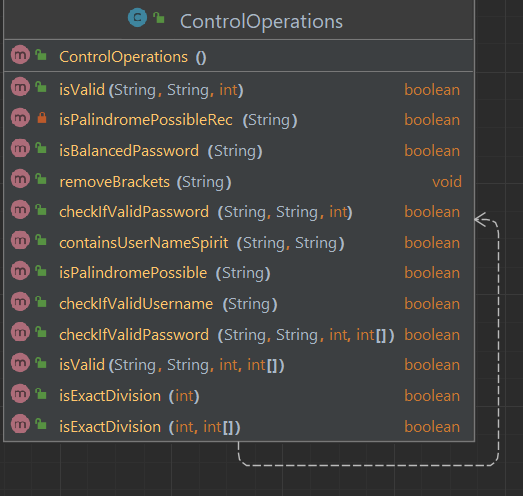 ControlOperations
ControlOperations ()
isValid (String, String, int) boolean
isPalindromePossibleRec (String) boolean
isBalancedPassword (String) boolean
removeBrackets (String) void
checkIfValidPassword (String, String, int) boolean
containsUserNameSpirit (String, String) boolean
isPalindromePossible (String) boolean
checkIfValidUsername (String) boolean
checkIfValidPassword (String, String, int, int[]) boolean
isValid (String, String, int, int[]) boolean
isExactDivision (int) boolean
isExactDivision (int, int[]) boolean